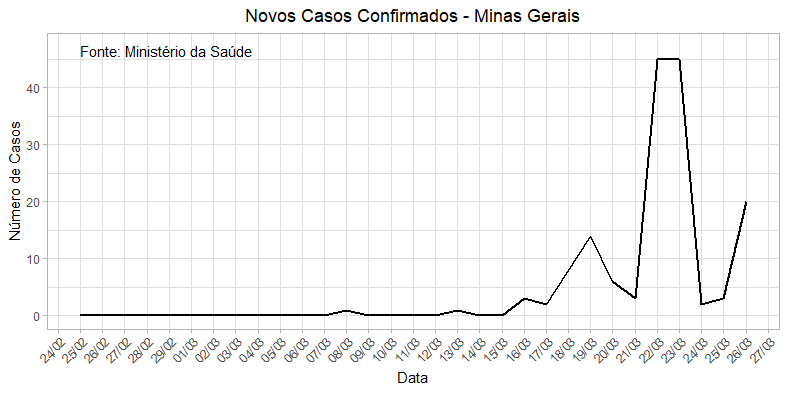 Novos Casos Confirmados - Minas Gerais
Fonte: Ministério da Saúde
Número de Casos
40
30
20
10
0
24/02 25/02 26/02 27/02 28/02 29/02 01/03 02/03 03/03 04/03 05/03 06/03 07/03 08/03 09/03 10/03 11/03 12/03 13/03 14/03 15/03 16/03 17/03 18/03 19/03 20/03 21/03 22/03 23/03 24/03 25/03 26/03 27/03
Data